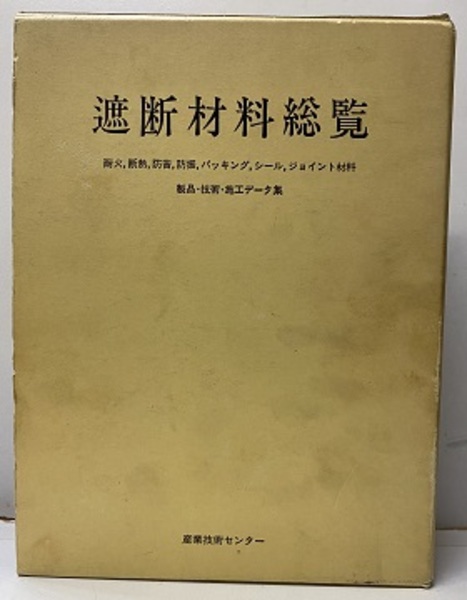 遮断材料総覧
耐火,断熱,防音,防振,パッキング,シール,ジョイント材料
製品・技術・施工データ集
産業技術センター